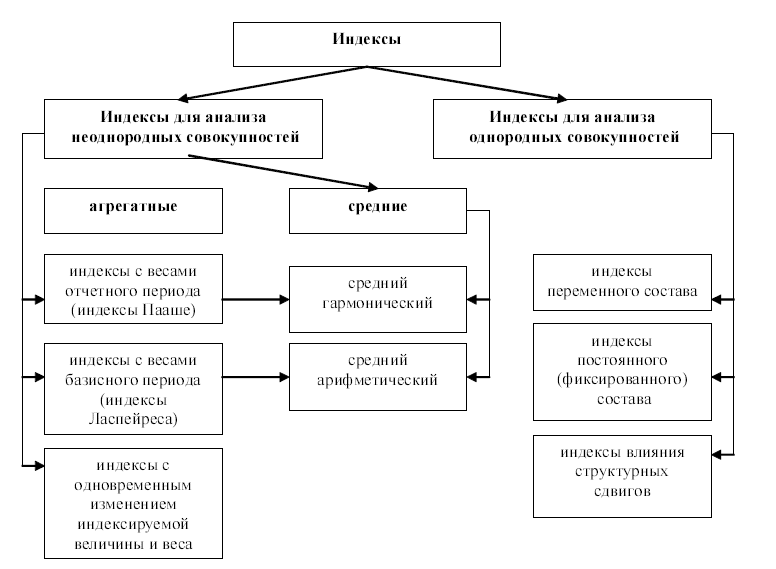 Индексы
Индексы для анализа
неоднородных совокупностей
Индексы для анализа
однородных совокупностей
агрегатные
средние
индексы с весами
отчетного периода
(индексы Пааше)
средний
гармонический
индексы
переменного состава
индексы с весами
базисного периода
(индексы
Ласпейреса)
средний
арифметический
индексы
постоянного
(фиксированного)
состава
индексы с
одновременным
изменением
индексируемой
величины и веса
индексы влияния
структурных
сдвигов